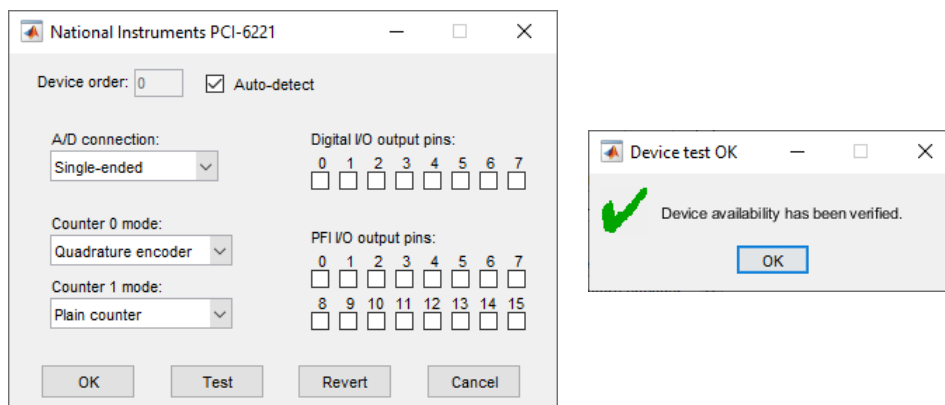 National Instruments PCI-6221
Device order: 0 Auto-detect
A/D connection:
Single-ended
Digital I/O output pins:
0 1 2 3 4 5 6 7
Counter 0 mode:
Quadrature encoder
Counter 1 mode:
Plain counter
PFI I/O output pins:
0 1 2 3 4 5 6 7
8 9 10 11 12 13 14 15
OK Test Revert Cancel
Device test OK
Device availability has been verified.
OK